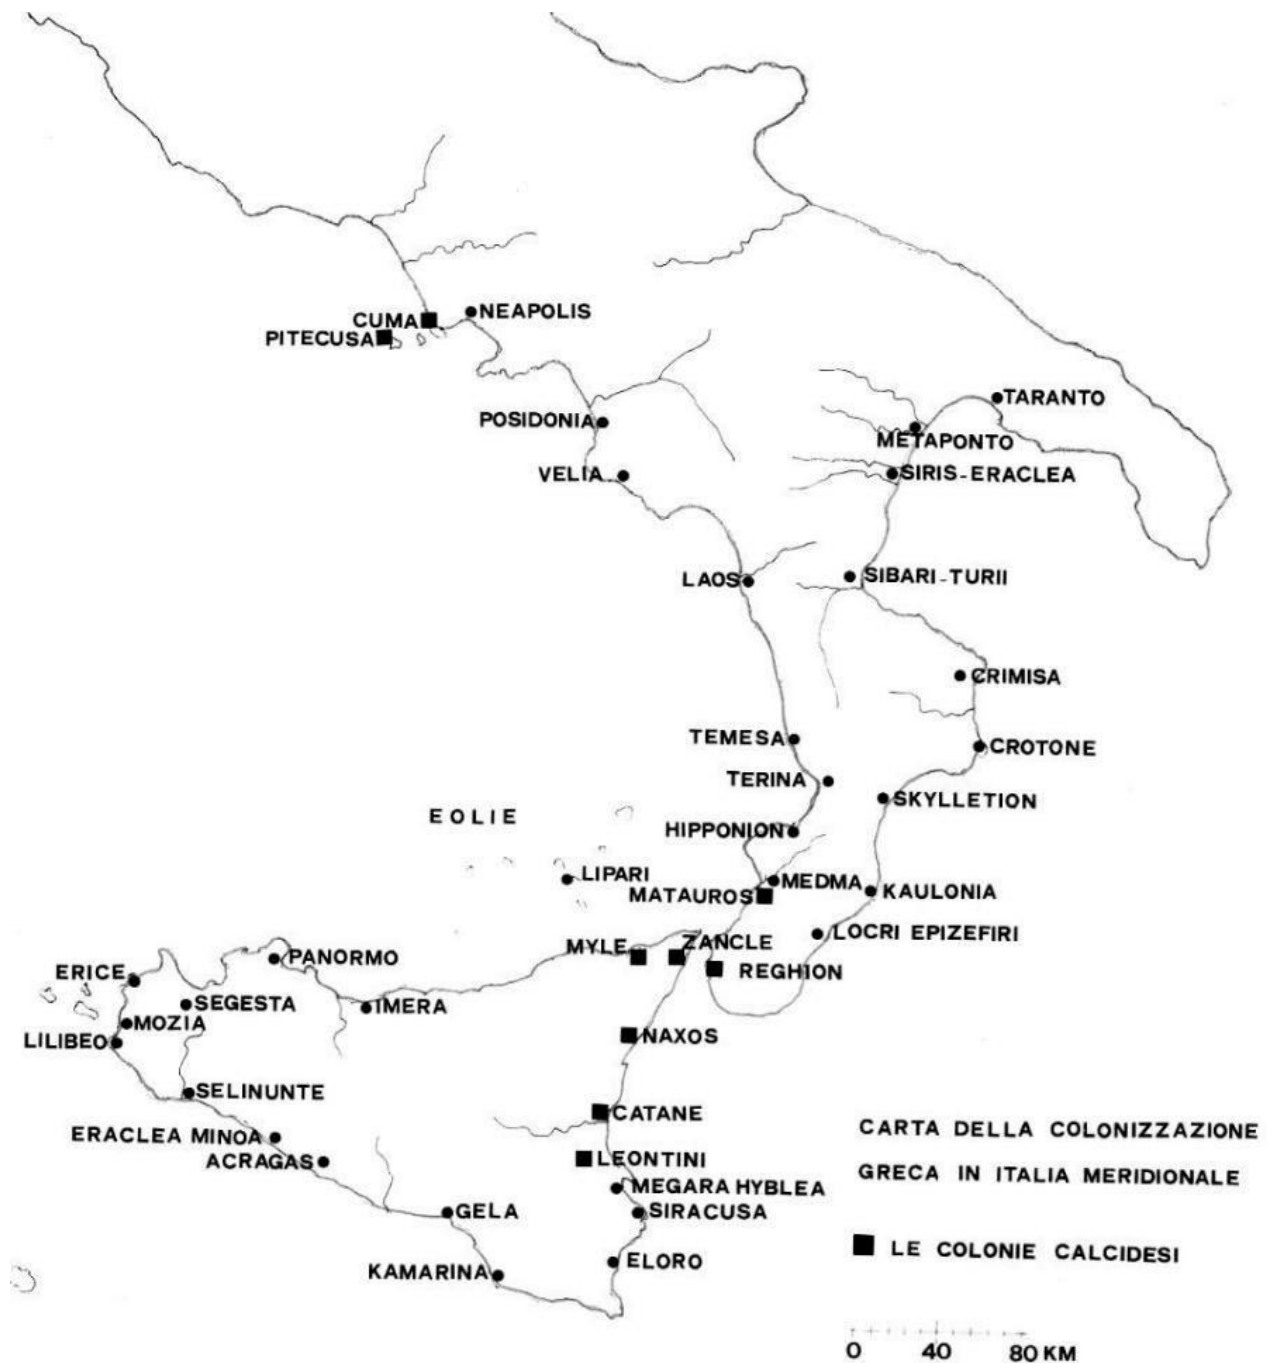 NEAPOLIS
CUMA
PITECUSA
TARANTO
POSIDONIA
METAPONTO
VELIA
SIRIS-ERACLEA
LAOS
SIBARI-TURII
CRIMISA
TEMESA
CROTONE
TERINA
SKYLLETION
EOLIE
HIPPONION
LIPARI
MEDMA
MATAUROS
KAULONIA
LOCRI EPIZEFIRI
MYLE
ZANCLE
PANORMO
ERICE
REGHION
SEGESTA
IMERA
MOZIA
LILIBEO
NAXOS
SELINUNTE
CATANE
ERACLEA MINOA
ACRAGAS
LEONTINI
MEGARA HYBLEA
GELA
SIRACUSA
KAMARINA
ELORO
CARTA DELLA COLONIZZAZIONE
GRECA IN ITALIA MERIDIONALE
LE COLONIE CALCIDESI
0 40 80 KM